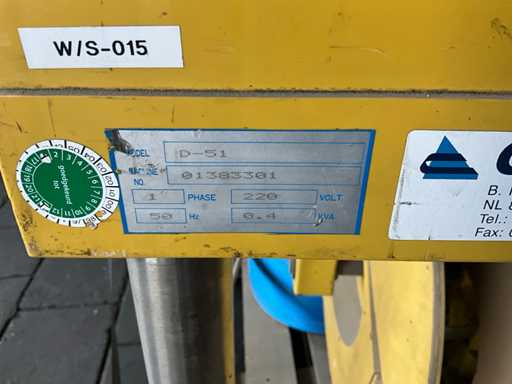 W/S-015
MODEL D-51
MACHINE NO. 01383301
1 PHASE 220 VOLT
50 Hz 0.4 KVA
goedgekeurd tot
B.
NL
Tel.:
Fax: